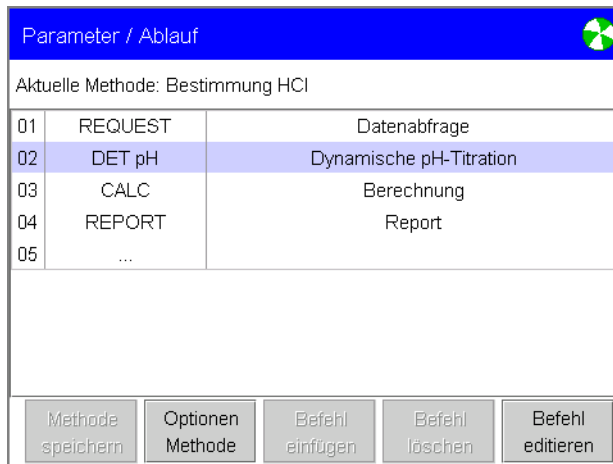 Parameter / Ablauf
Aktuelle Methode: Bestimmung HCl
01 REQUEST Datenabfrage
02 DET pH Dynamische pH-Titration
03 CALC Berechnung
04 REPORT Report
05 ...
Methode speichern
Optionen Methode
Befehl einfügen
Befehl löschen
Befehl editieren